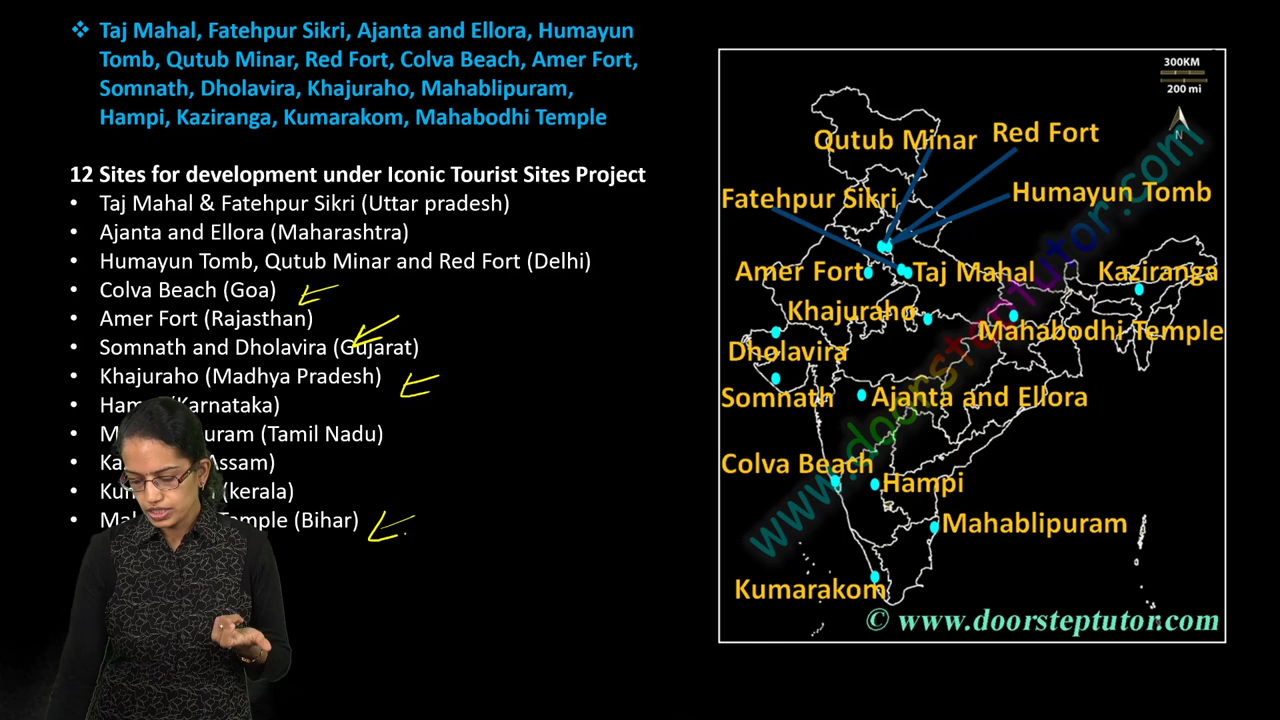 ❖ Taj Mahal, Fatehpur Sikri, Ajanta and Ellora, Humayun
Tomb, Qutub Minar, Red Fort, Colva Beach, Amer Fort,
Somnath, Dholavira, Khajuraho, Mahablipuram,
Hampi, Kaziranga, Kumarakom, Mahabodhi Temple
12 Sites for development under Iconic Tourist Sites Project
• Taj Mahal & Fatehpur Sikri (Uttar pradesh)
• Ajanta and Ellora (Maharashtra)
• Humayun Tomb, Qutub Minar and Red Fort (Delhi)
• Colva Beach (Goa)
• Amer Fort (Rajasthan)
• Somnath and Dholavira (Gujarat)
• Khajuraho (Madhya Pradesh)
• (Karnataka)
• (Tamil Nadu)
• Assam)
• (kerala)
• Temple (Bihar)
300KM
200 mi
N
Qutub Minar
Red Fort
Fatehpur Sikri
Humayun Tomb
Amer Fort
Taj Mahal
Kaziranga
Khajuraho
Mahabodhi Temple
Dholavira
Somnath
Ajanta and Ellora
Colva Beach
Hampi
Mahablipuram
Kumarakom
www.doorsteptutor.com
© www.doorsteptutor.com